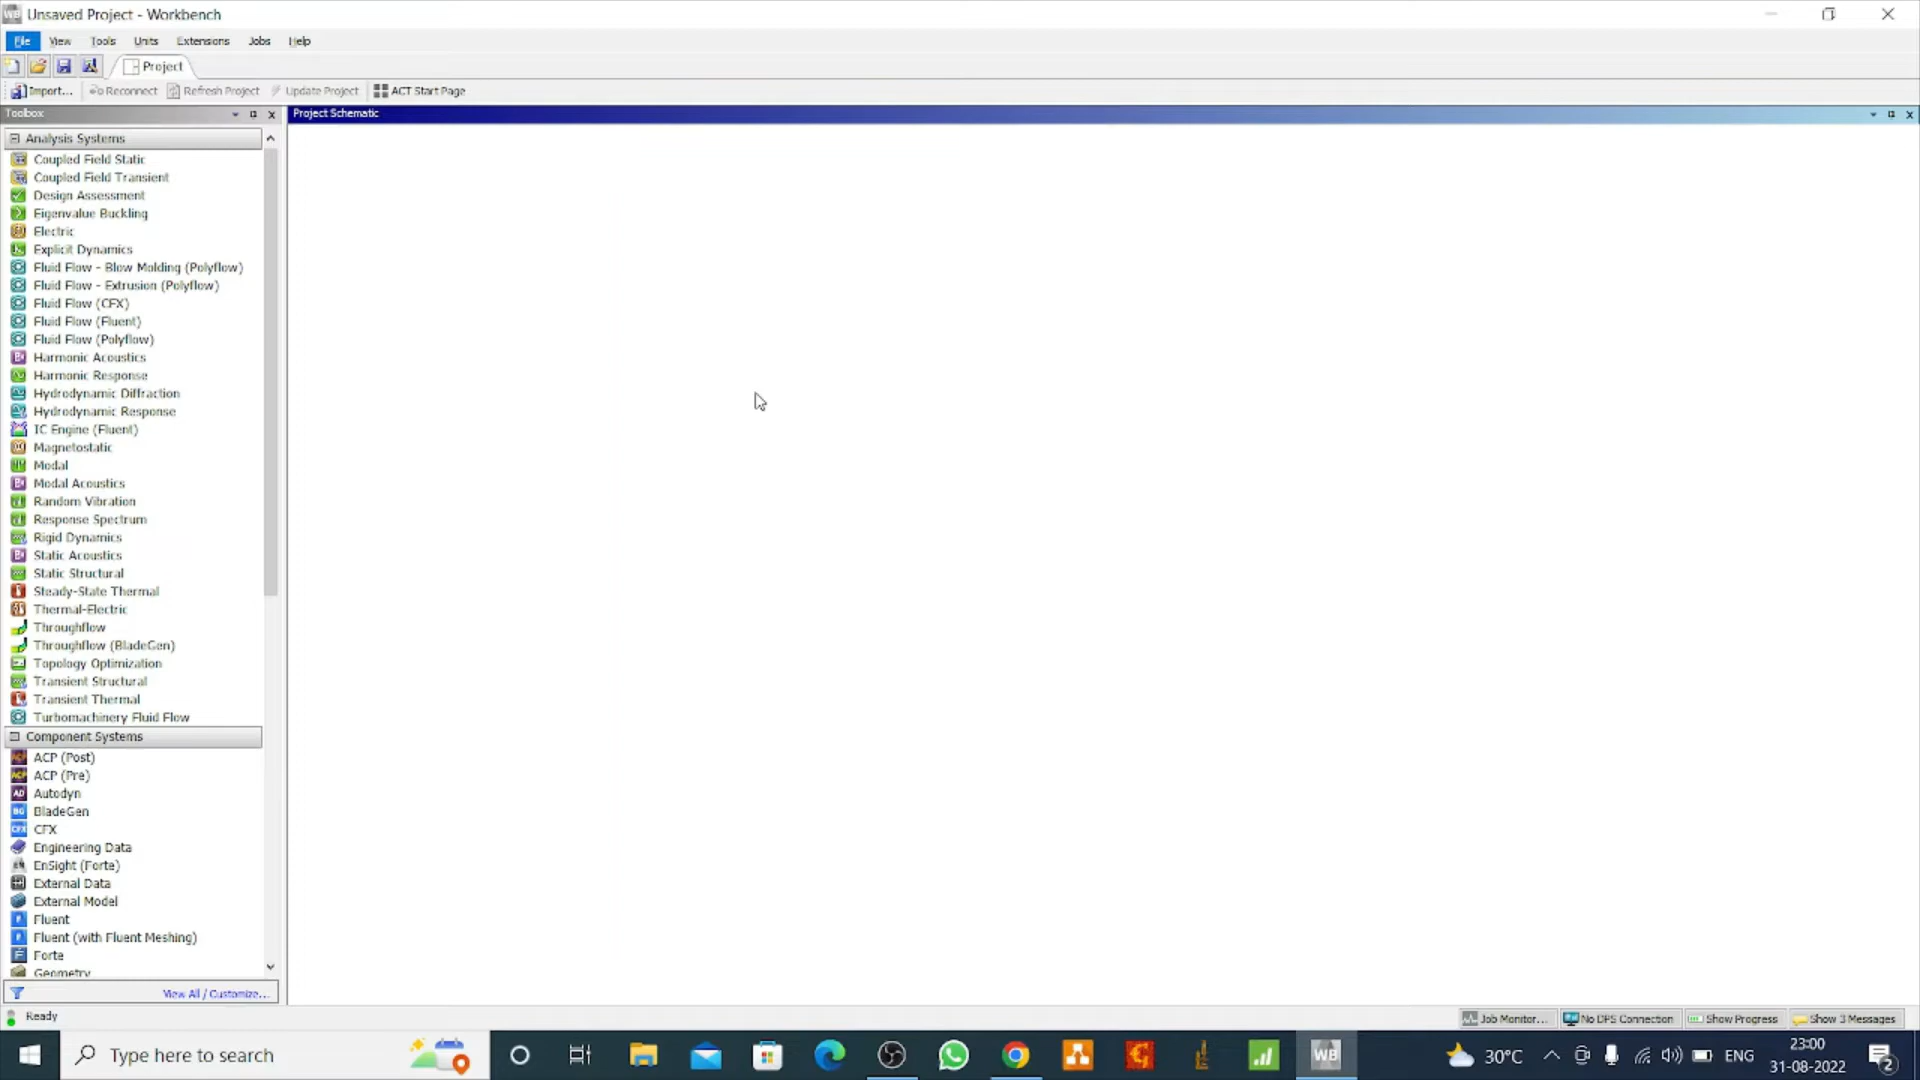 Unsaved Project - Workbench
File View Tools Units Extensions Jobs Help
Project
Import... Reconnect Refresh Project Update Project ACT Start Page
Toolbox
Project Schematic
Analysis Systems
Coupled Field Static
Coupled Field Transient
Design Assessment
Eigenvalue Buckling
Electric
Explicit Dynamics
Fluid Flow - Blow Molding (Polyflow)
Fluid Flow - Extrusion (Polyflow)
Fluid Flow (CFX)
Fluid Flow (Fluent)
Fluid Flow (Polyflow)
Harmonic Acoustics
Harmonic Response
Hydrodynamic Diffraction
Hydrodynamic Response
IC Engine (Fluent)
Magnetostatic
Modal
Modal Acoustics
Random Vibration
Response Spectrum
Rigid Dynamics
Static Acoustics
Static Structural
Steady-State Thermal
Thermal-Electric
Throughflow
Throughflow (BladeGen)
Topology Optimization
Transient Structural
Transient Thermal
Turbomachinery Fluid Flow
Component Systems
ACP (Post)
ACP (Pre)
Autodyn
BladeGen
CFX
Engineering Data
EnSight (Forte)
External Data
External Model
Fluent
Fluent (with Fluent Meshing)
Forte
Geometry
View All / Customize...
Ready
Job Monitor... No DPS Connection Show Progress Show 3 Messages
Type here to search
WB
30°C
ENG
23:00
31-08-2022
2